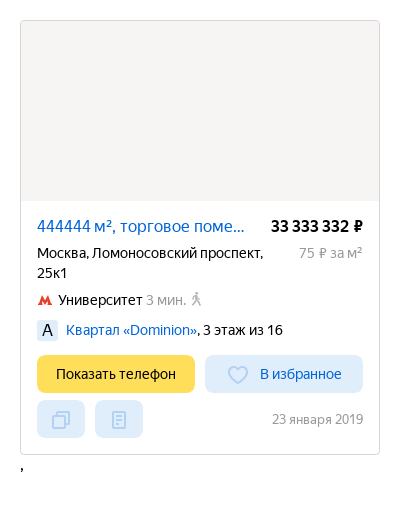 444444 м², торговое поме... 33 333 332 ₽
Москва, Ломоносовский проспект, 75 ₽ за м²
25к1
Университет 3 мин.
А Квартал «Dominion», 3 этаж из 16
Показать телефон В избранное
23 января 2019
,